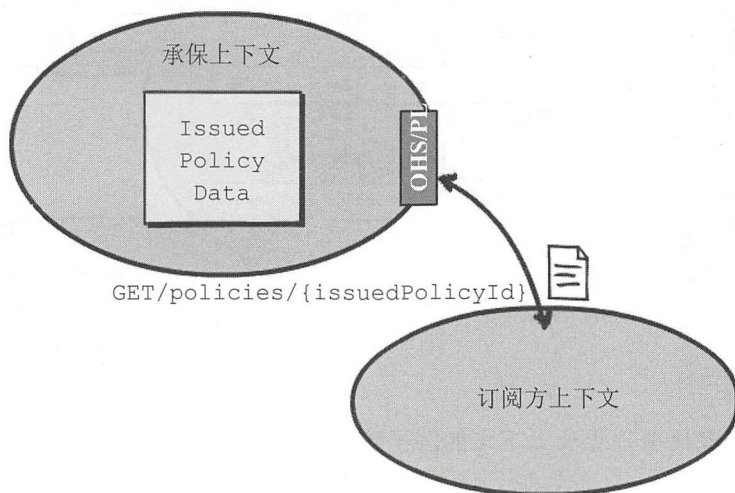 承保上下文
Issued
Policy
Data
OHS/PL
GET/policies/{issuedPolicyId}
订阅方上下文